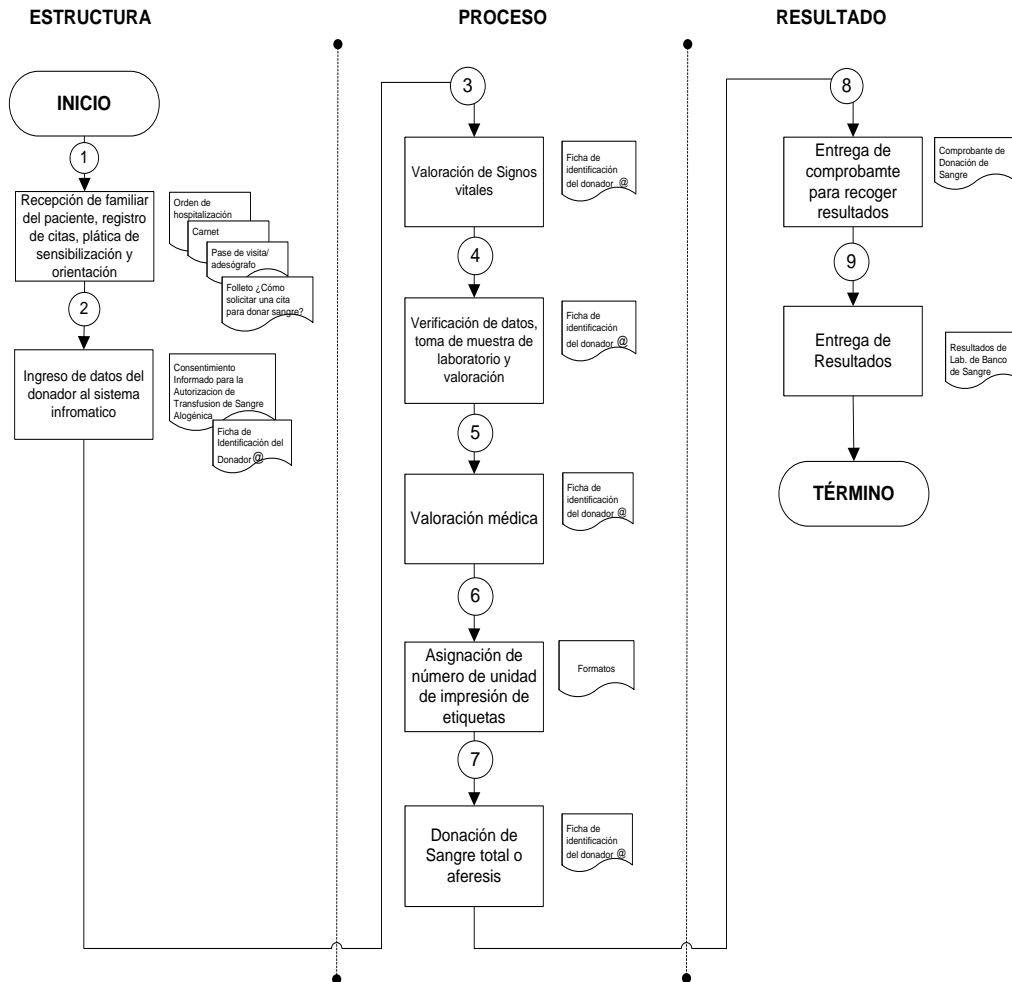 ESTRUCTURA
PROCESO
RESULTADO
INICIO
1
Recepción de familiar
del paciente, registro
de citas, plática de
sensibilización y
orientación
Orden de
hospitalización
Carnet
Pase de visita/
adesógrafo
Folleto ¿Cómo
solicitar una cita
para donar sangre?
2
Ingreso de datos del
donador al sistema
infromatico
Consentimiento
Informado para la
Autorizacion de
Transfusion de Sangre
Alogénica
Ficha de
Identificación del
Donador @
3
Valoración de Signos
vitales
Ficha de
identificación
del donador @
4
Verificación de datos,
toma de muestra de
laboratorio y
valoración
Ficha de
identificación
del donador @
5
Valoración médica
Ficha de
identificación
del donador @
6
Asignación de
número de unidad
de impresión de
etiquetas
Formatos
7
Donación de
Sangre total o
aferesis
Ficha de
identificación
del donador @
8
Entrega de
comprobamte
para recoger
resultados
Comprobante de
Donación de
Sangre
9
Entrega de
Resultados
Resultados de
Lab. de Banco
de Sangre
TÉRMINO